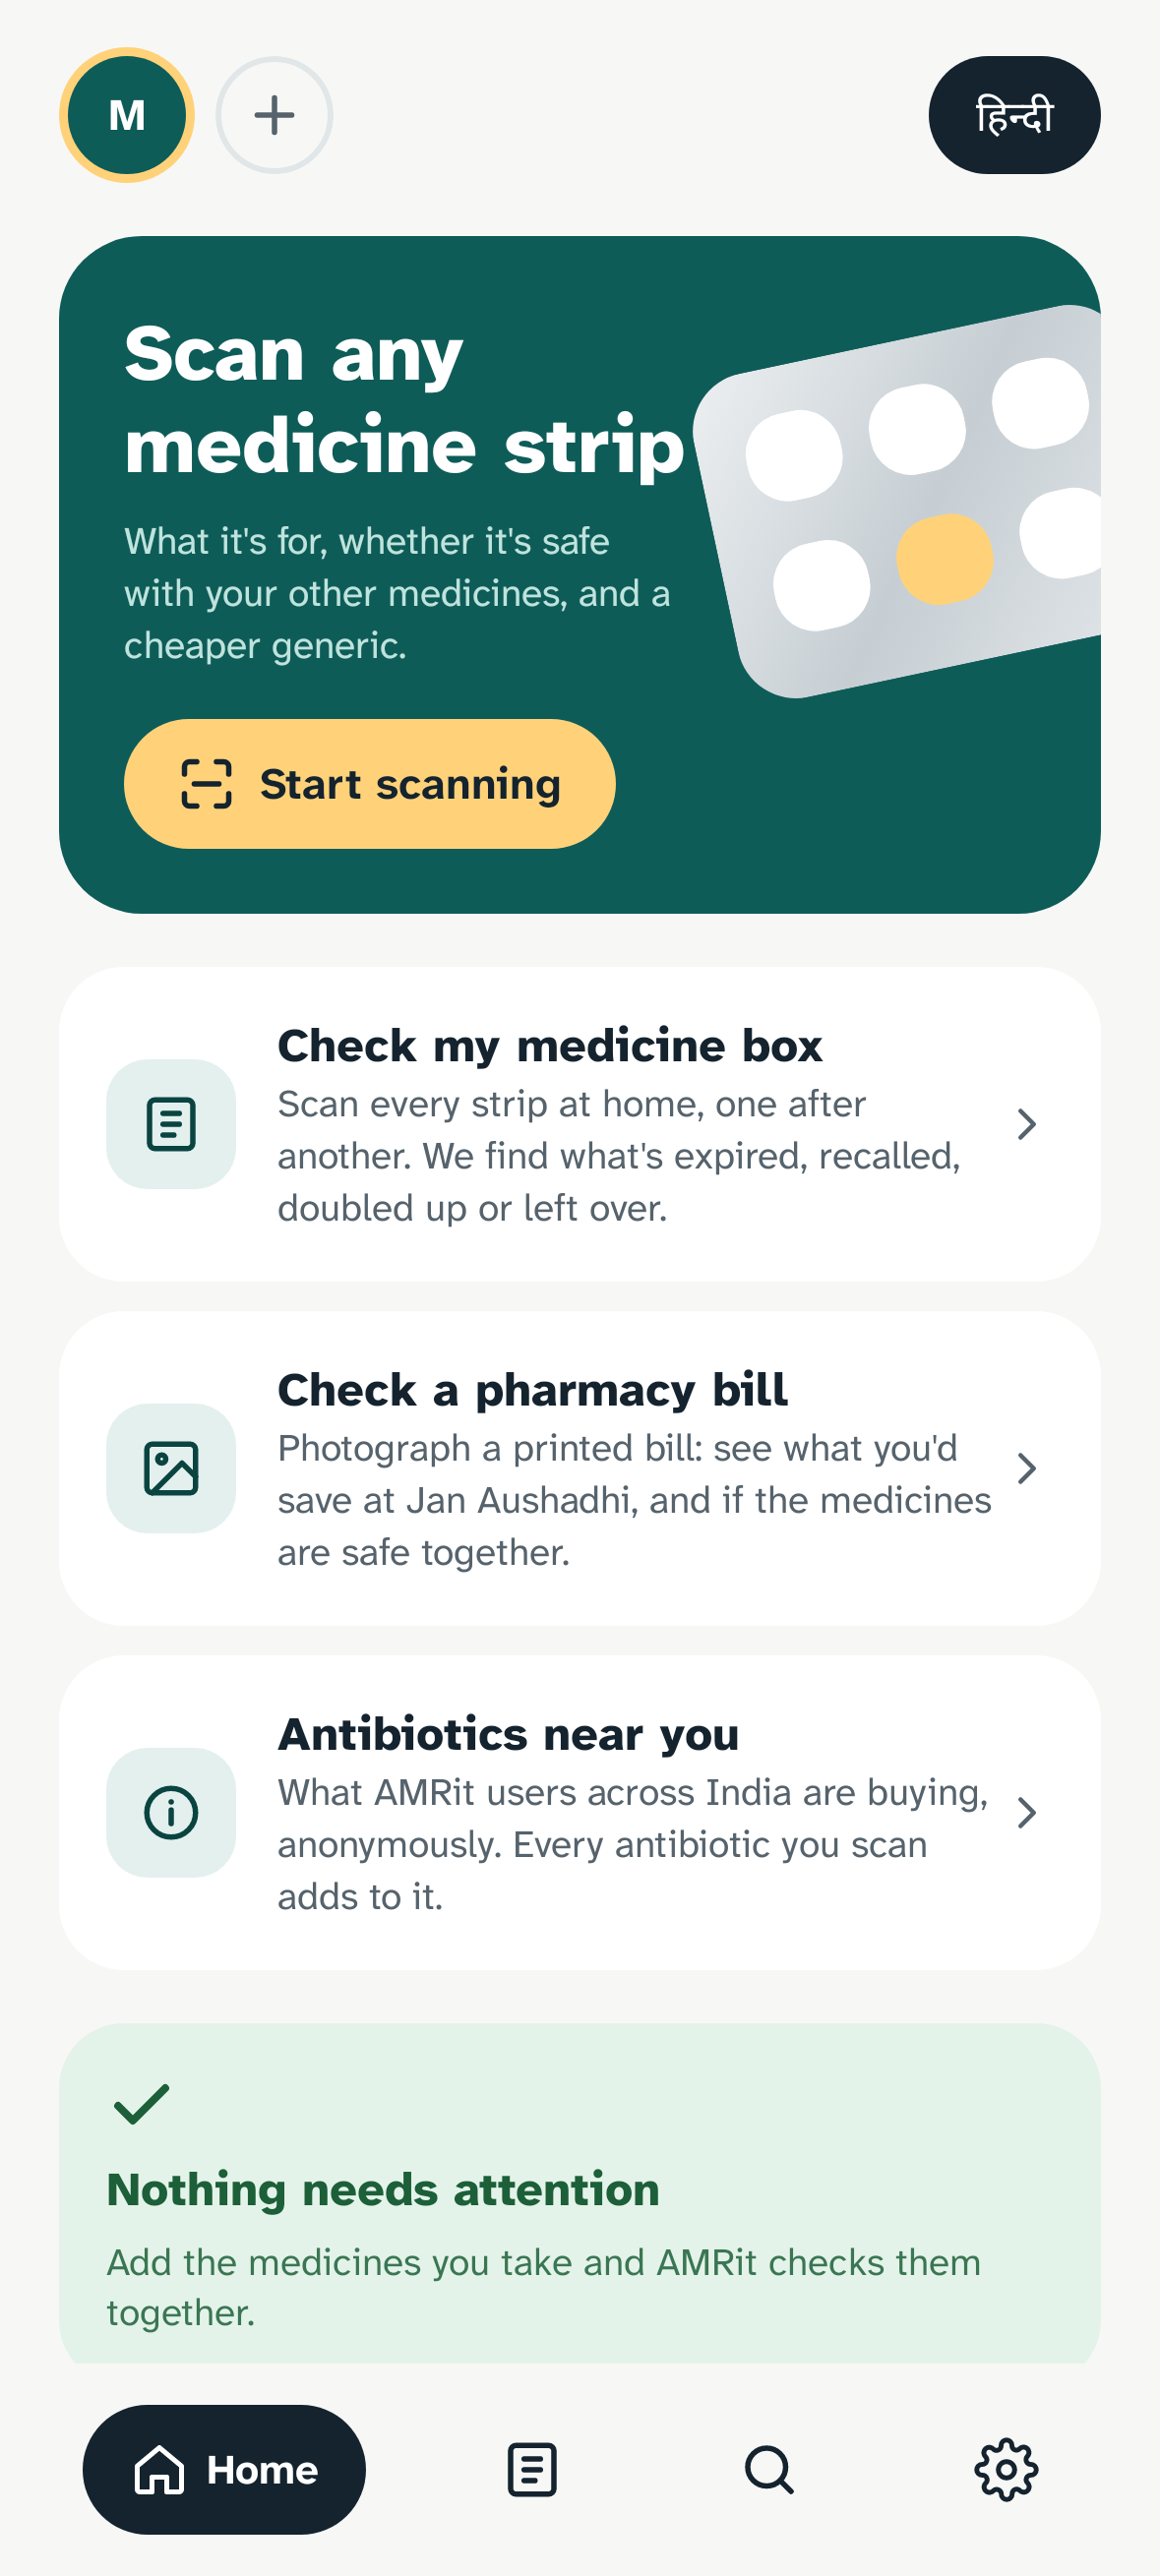 M
हिन्दी
Scan any
medicine strip
What it's for, whether it's safe
with your other medicines, and a
cheaper generic.
Start scanning
Check my medicine box
Scan every strip at home, one after
another. We find what's expired, recalled,
doubled up or left over.
Check a pharmacy bill
Photograph a printed bill: see what you'd
save at Jan Aushadhi, and if the medicines
are safe together.
Antibiotics near you
What AMRit users across India are buying,
anonymously. Every antibiotic you scan
adds to it.
Nothing needs attention
Add the medicines you take and AMRit checks them
together.
Home